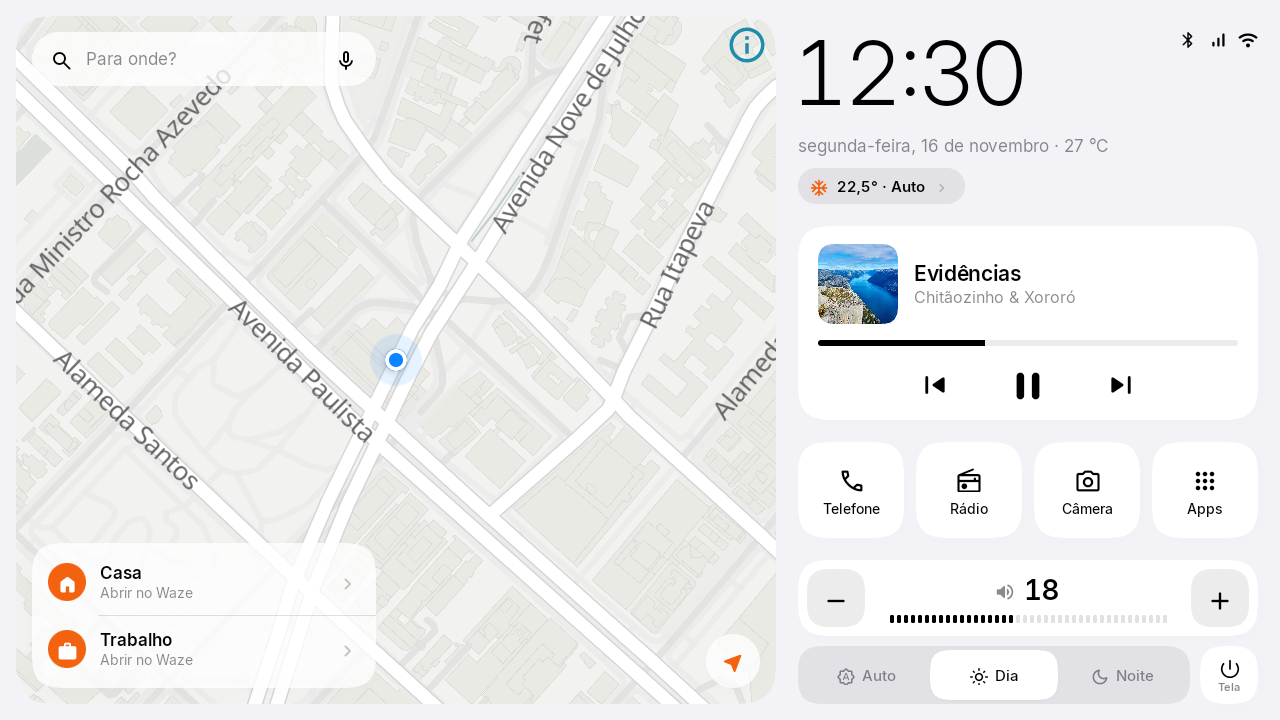 Para onde?
da Ministro Rocha Azevedo
Avenida Nove de Julho
Rua Itapeva
Avenida Paulista
Alameda Santos
Alameda
Casa
Abrir no Waze
Trabalho
Abrir no Waze
12:30
segunda-feira, 16 de novembro · 27 °C
22,5° · Auto
Evidências
Chitãozinho & Xororó
Telefone
Rádio
Câmera
Apps
18
Auto
Dia
Noite
Tela